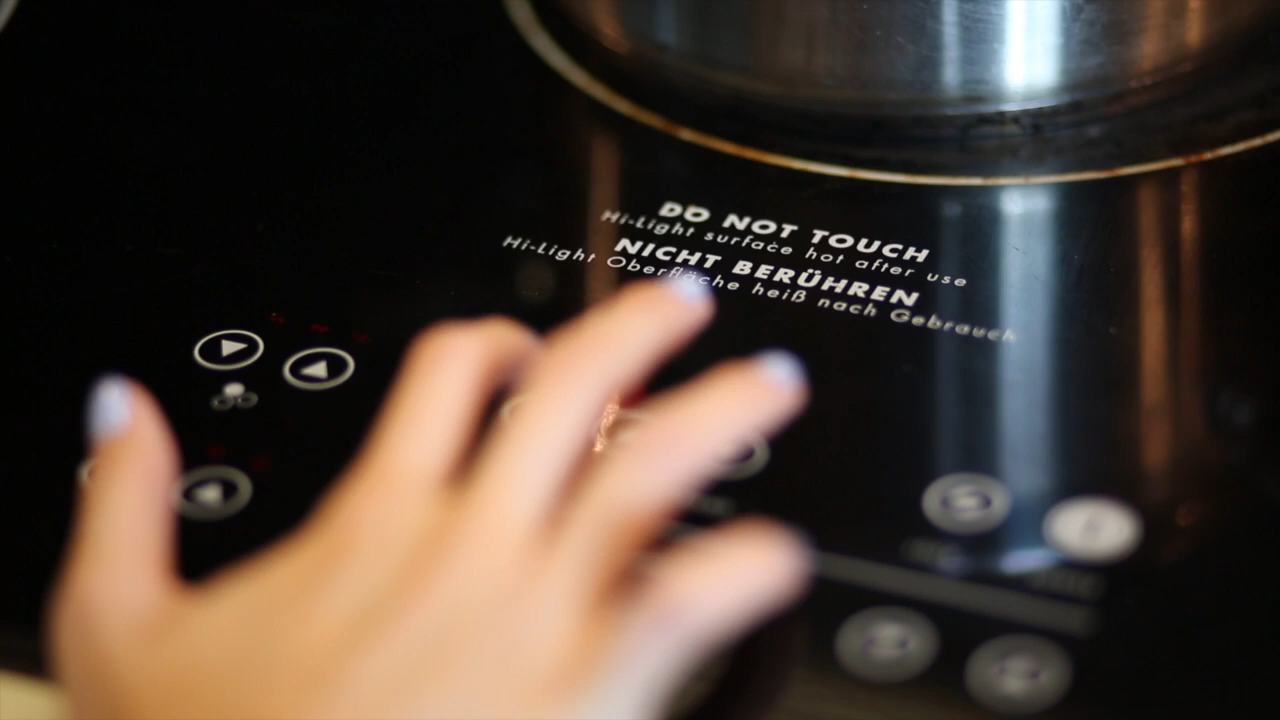 DO NOT TOUCH
Hi-Light surface hot after use
NICHT BERÜHREN
Hi-Light Oberfläche heiß nach Gebrauch